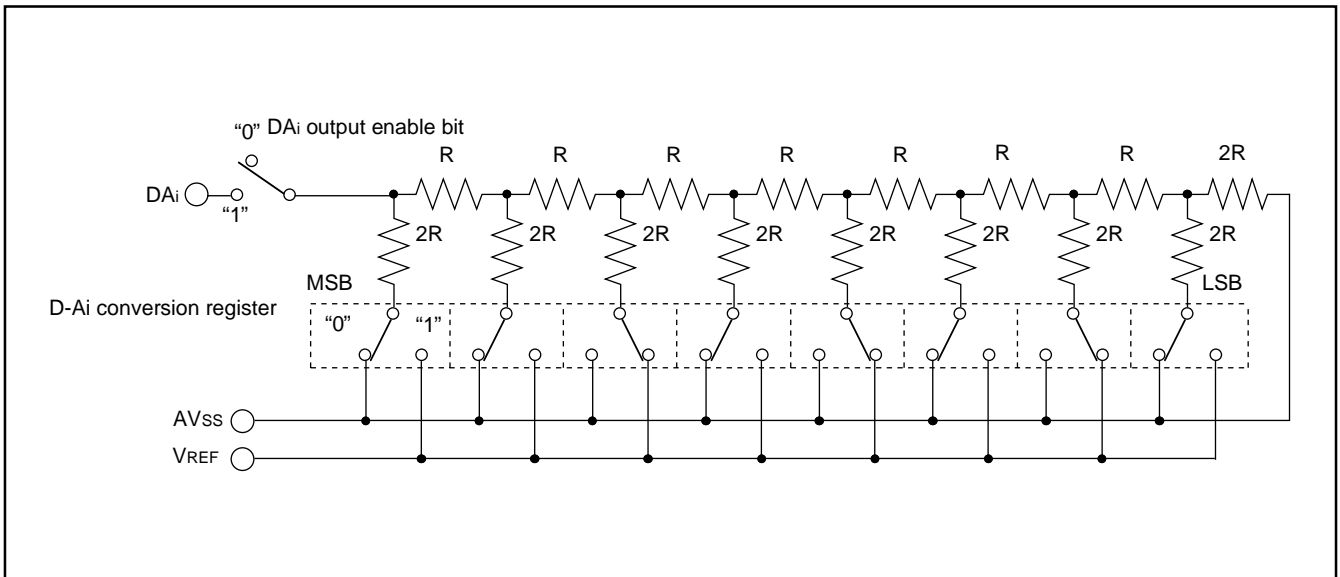 “0” DAi output enable bit
R R R R R R R 2R
DAi
“1”
2R 2R 2R 2R 2R 2R 2R 2R
MSB LSB
D-Ai conversion register
“0” “1”
AVSS
VREF